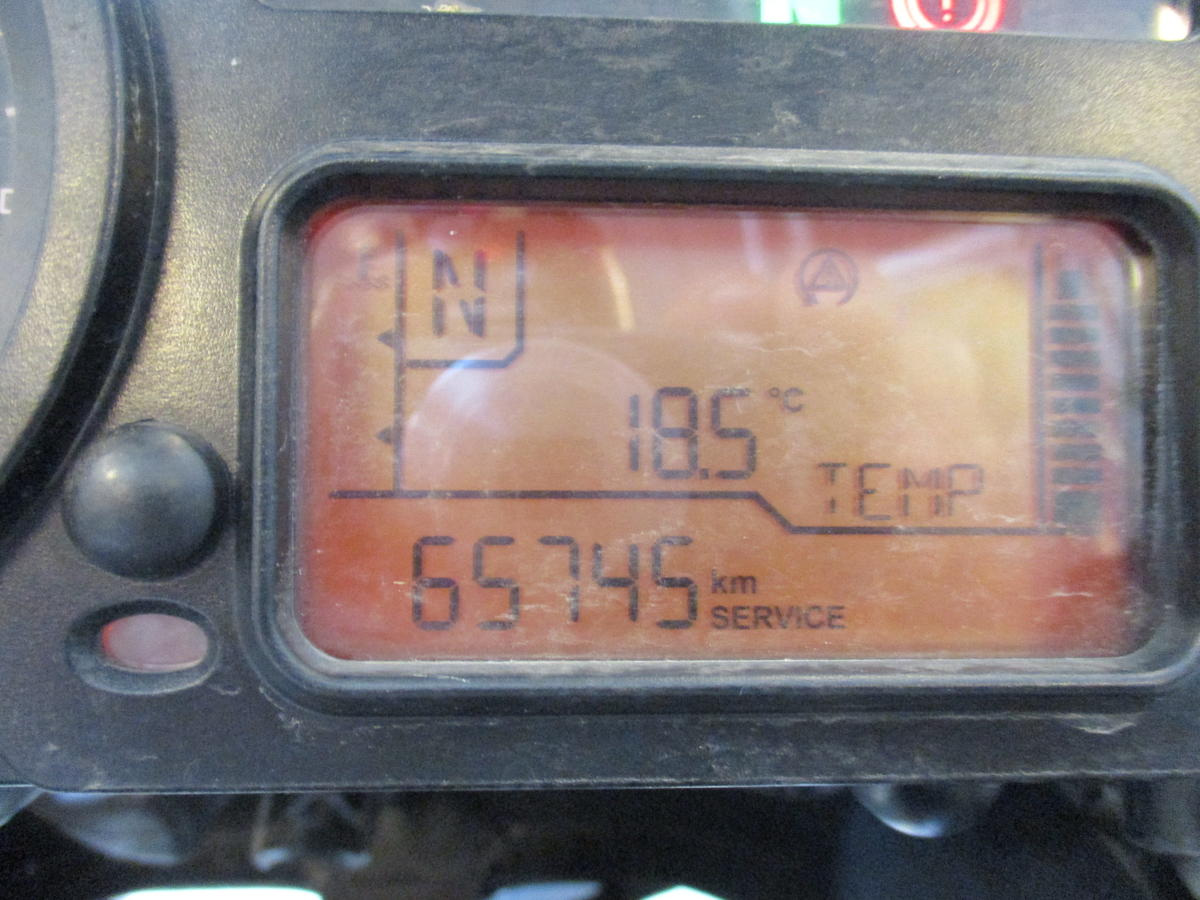 N
18.5 °C
TEMP
65745 km
SERVICE